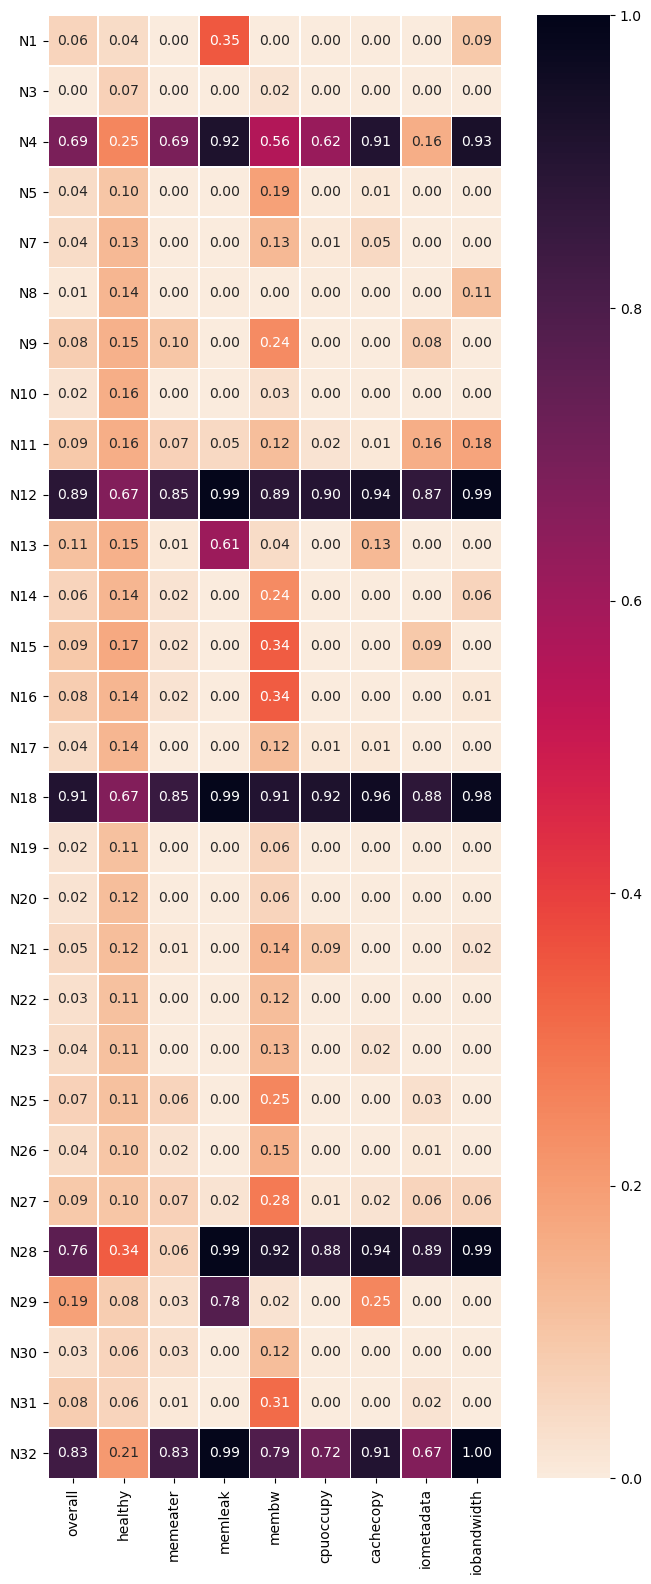 N1 0.06 0.04 0.00 0.35 0.00 0.00 0.00 0.00 0.09
N3 0.00 0.07 0.00 0.00 0.02 0.00 0.00 0.00 0.00
N4 0.69 0.25 0.69 0.92 0.56 0.62 0.91 0.16 0.93
N5 0.04 0.10 0.00 0.00 0.19 0.00 0.01 0.00 0.00
N7 0.04 0.13 0.00 0.00 0.13 0.01 0.05 0.00 0.00
N8 0.01 0.14 0.00 0.00 0.00 0.00 0.00 0.00 0.11
N9 0.08 0.15 0.10 0.00 0.24 0.00 0.00 0.08 0.00
N10 0.02 0.16 0.00 0.00 0.03 0.00 0.00 0.00 0.00
N11 0.09 0.16 0.07 0.05 0.12 0.02 0.01 0.16 0.18
N12 0.89 0.67 0.85 0.99 0.89 0.90 0.94 0.87 0.99
N13 0.11 0.15 0.01 0.61 0.04 0.00 0.13 0.00 0.00
N14 0.06 0.14 0.02 0.00 0.24 0.00 0.00 0.00 0.06
N15 0.09 0.17 0.02 0.00 0.34 0.00 0.00 0.09 0.00
N16 0.08 0.14 0.02 0.00 0.34 0.00 0.00 0.00 0.01
N17 0.04 0.14 0.00 0.00 0.12 0.01 0.01 0.00 0.00
N18 0.91 0.67 0.85 0.99 0.91 0.92 0.96 0.88 0.98
N19 0.02 0.11 0.00 0.00 0.06 0.00 0.00 0.00 0.00
N20 0.02 0.12 0.00 0.00 0.06 0.00 0.00 0.00 0.00
N21 0.05 0.12 0.01 0.00 0.14 0.09 0.00 0.00 0.02
N22 0.03 0.11 0.00 0.00 0.12 0.00 0.00 0.00 0.00
N23 0.04 0.11 0.00 0.00 0.13 0.00 0.02 0.00 0.00
N25 0.07 0.11 0.06 0.00 0.25 0.00 0.00 0.03 0.00
N26 0.04 0.10 0.02 0.00 0.15 0.00 0.00 0.01 0.00
N27 0.09 0.10 0.07 0.02 0.28 0.01 0.02 0.06 0.06
N28 0.76 0.34 0.06 0.99 0.92 0.88 0.94 0.89 0.99
N29 0.19 0.08 0.03 0.78 0.02 0.00 0.25 0.00 0.00
N30 0.03 0.06 0.03 0.00 0.12 0.00 0.00 0.00 0.00
N31 0.08 0.06 0.01 0.00 0.31 0.00 0.00 0.02 0.00
N32 0.83 0.21 0.83 0.99 0.79 0.72 0.91 0.67 1.00
overall healthy memeater memleak membw cpuoccupy cachecopy iometadata iobandwidth
1.0
0.8
0.6
0.4
0.2
0.0